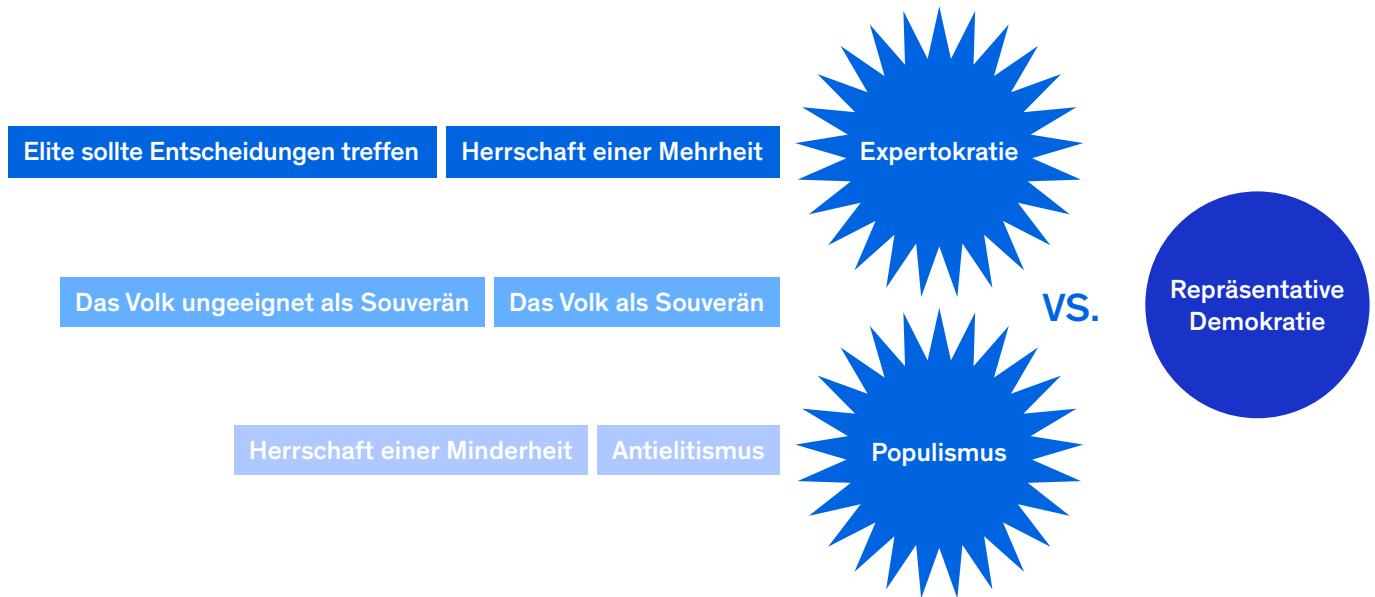 Elite sollte Entscheidungen treffen
Herrschaft einer Mehrheit
Expertokratie
Das Volk ungeeignet als Souverän
Das Volk als Souverän
VS.
Repräsentative
Demokratie
Herrschaft einer Minderheit
Antielitismus
Populismus